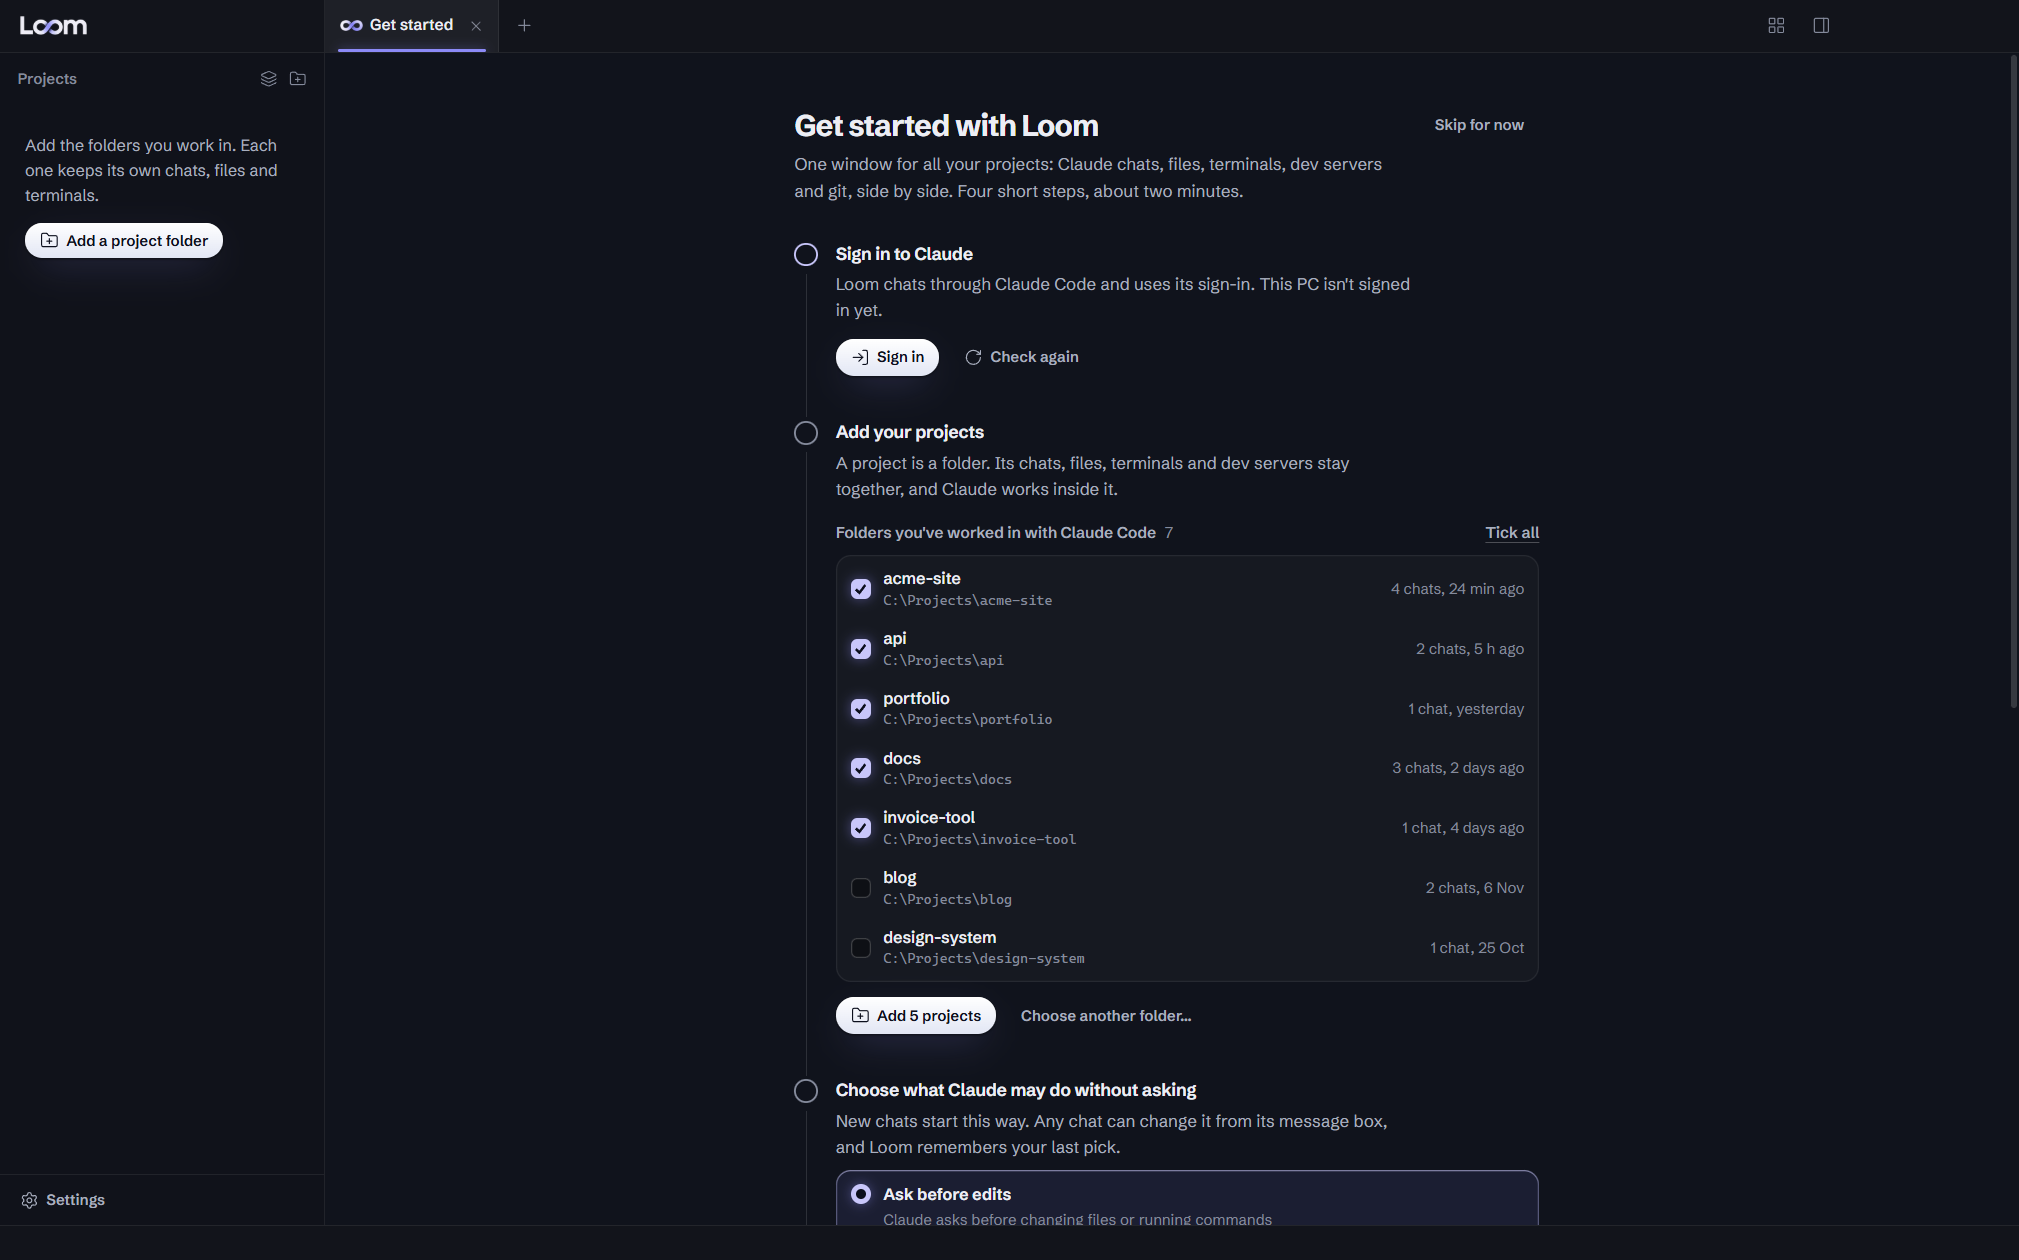 Loom
Get started
Projects
Add the folders you work in. Each
one keeps its own chats, files and
terminals.
Add a project folder
Get started with Loom
Skip for now
One window for all your projects: Claude chats, files, terminals, dev servers
and git, side by side. Four short steps, about two minutes.
Sign in to Claude
Loom chats through Claude Code and uses its sign-in. This PC isn't signed
in yet.
Sign in
Check again
Add your projects
A project is a folder. Its chats, files, terminals and dev servers stay
together, and Claude works inside it.
Folders you've worked in with Claude Code 7
Tick all
acme-site
C:\Projects\acme-site
4 chats, 24 min ago
api
C:\Projects\api
2 chats, 5 h ago
portfolio
C:\Projects\portfolio
1 chat, yesterday
docs
C:\Projects\docs
3 chats, 2 days ago
invoice-tool
C:\Projects\invoice-tool
1 chat, 4 days ago
blog
C:\Projects\blog
2 chats, 6 Nov
design-system
C:\Projects\design-system
1 chat, 25 Oct
Add 5 projects
Choose another folder...
Choose what Claude may do without asking
New chats start this way. Any chat can change it from its message box,
and Loom remembers your last pick.
Ask before edits
Claude asks before changing files or running commands
Settings